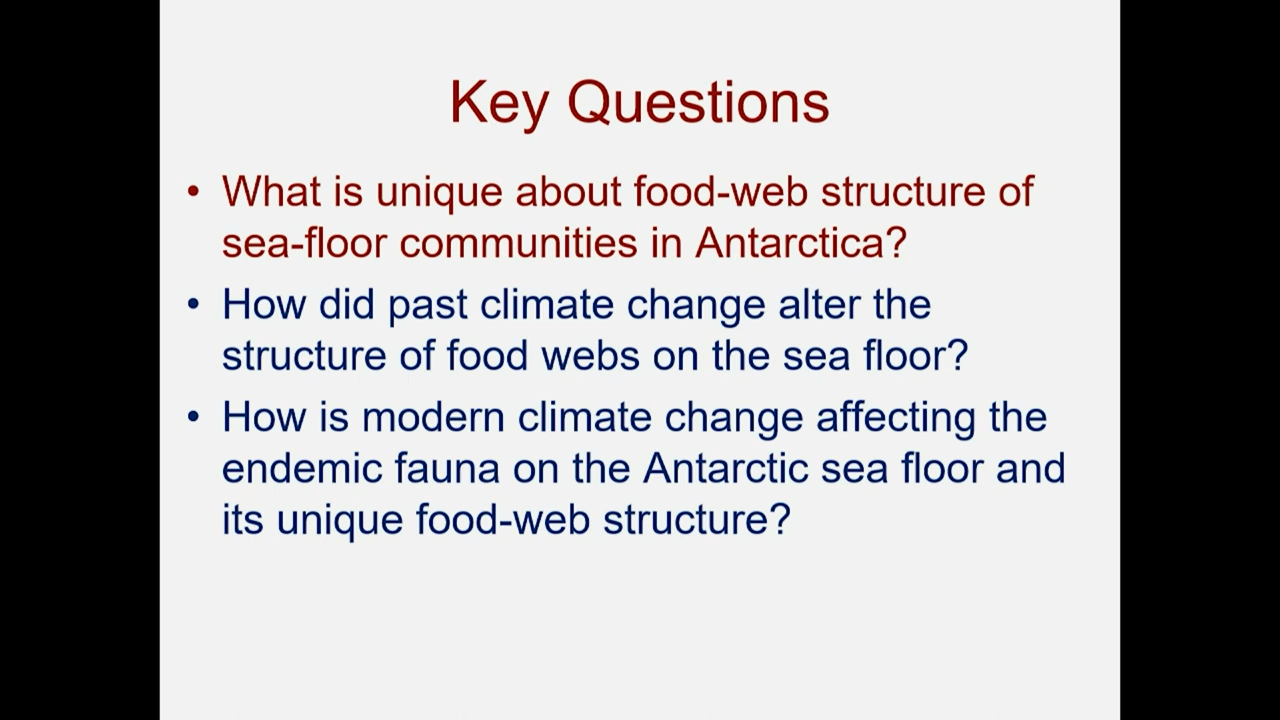 Key Questions
• What is unique about food-web structure of
sea-floor communities in Antarctica?
• How did past climate change alter the
structure of food webs on the sea floor?
• How is modern climate change affecting the
endemic fauna on the Antarctic sea floor and
its unique food-web structure?